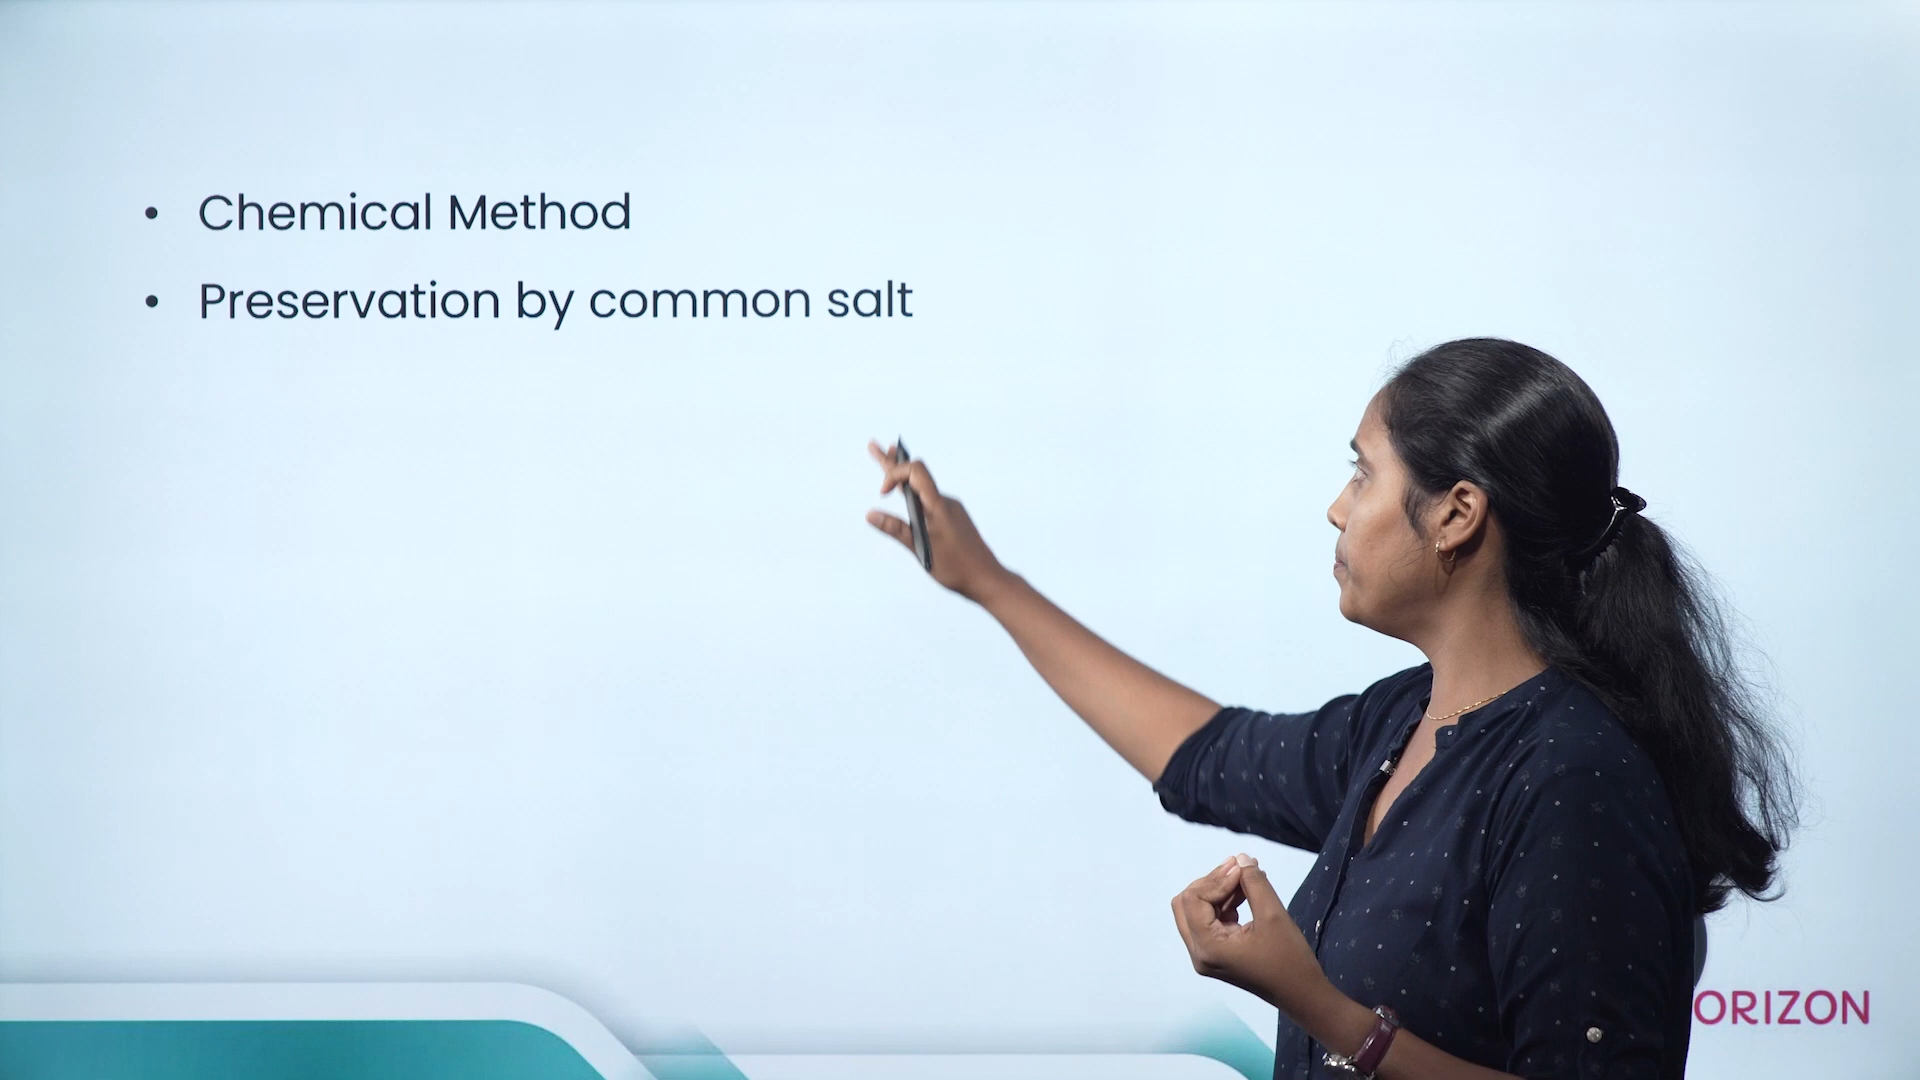 • Chemical Method
• Preservation by common salt
ORIZON